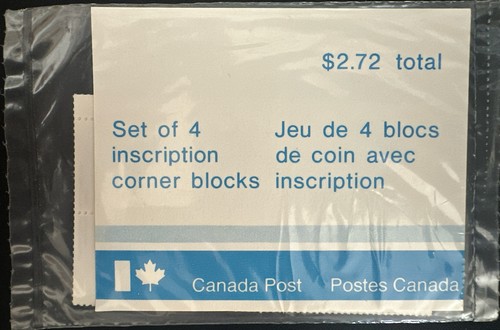 $2.72 total
Set of 4
inscription
corner blocks
Jeu de 4 blocs
de coin avec
inscription
Canada Post
Postes Canada